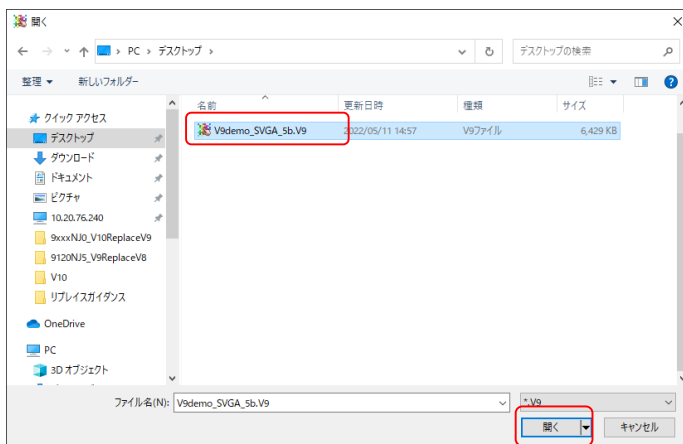 開く
PC › デスクトップ ›
デスクトップの検索
整理 新しいフォルダー
名前 更新日時 種類 サイズ
V9demo_SVGA_5b.V9 2022/05/11 14:57 V9ファイル 6,429 KB
クイック アクセス
デスクトップ
ダウンロード
ドキュメント
ピクチャ
10.20.76.240
9xxxNJ0_V10ReplaceV9
9120NJ5_V9ReplaceV8
V10
リプレイスガイダンス
OneDrive
PC
3D オブジェクト
ファイル名(N): V9demo_SVGA_5b.V9 *.V9
開く キャンセル